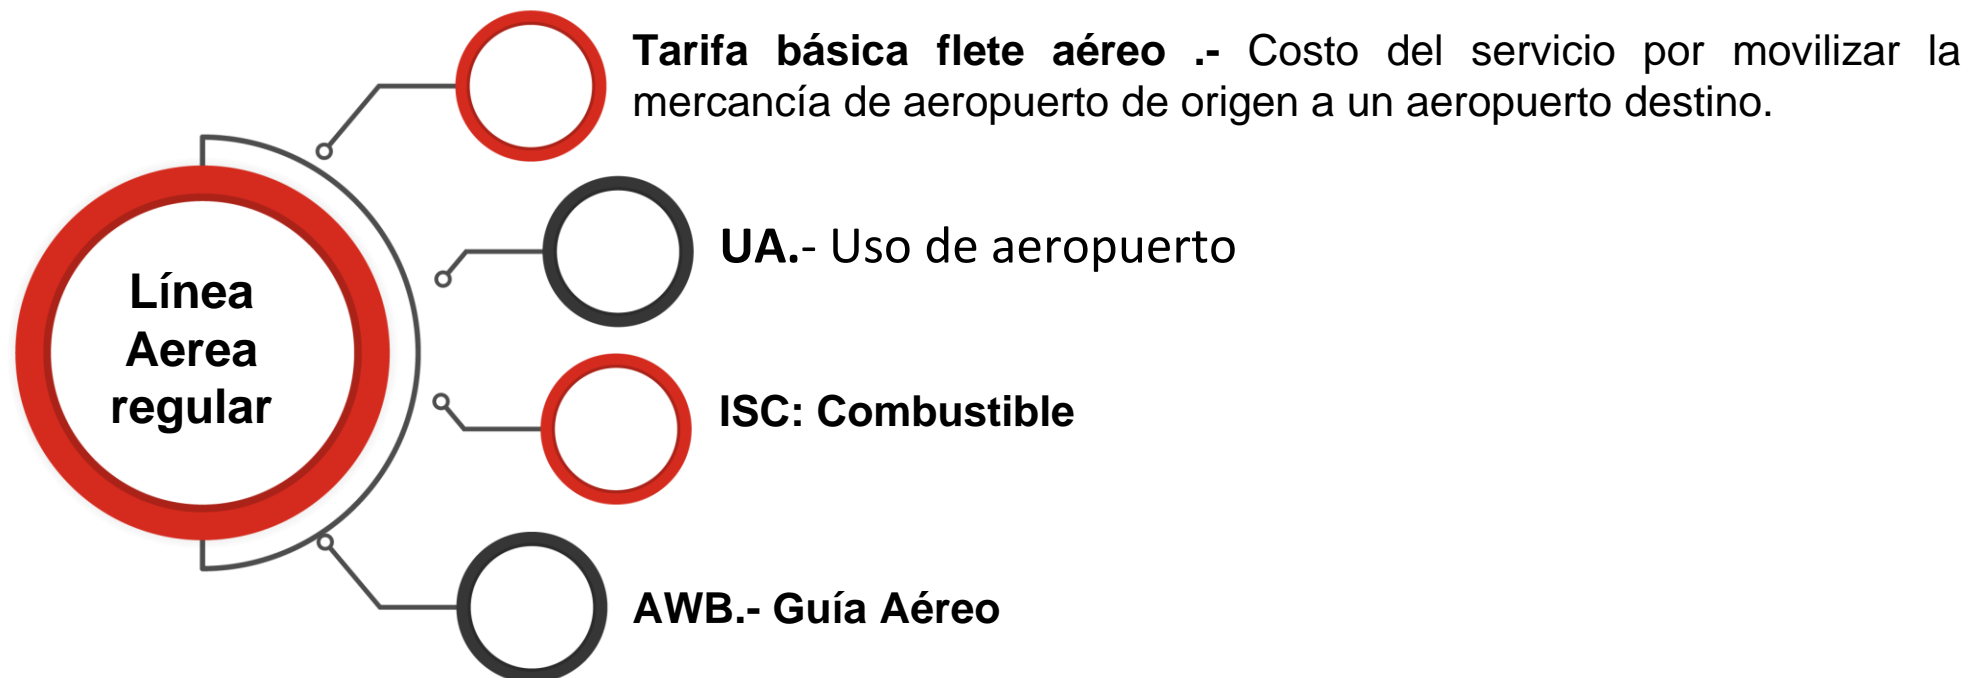 Tarifa básica flete aéreo .- Costo del servicio por movilizar la
mercancía de aeropuerto de origen a un aeropuerto destino.
UA.- Uso de aeropuerto
Línea
Aerea
regular
ISC: Combustible
AWB.- Guía Aéreo